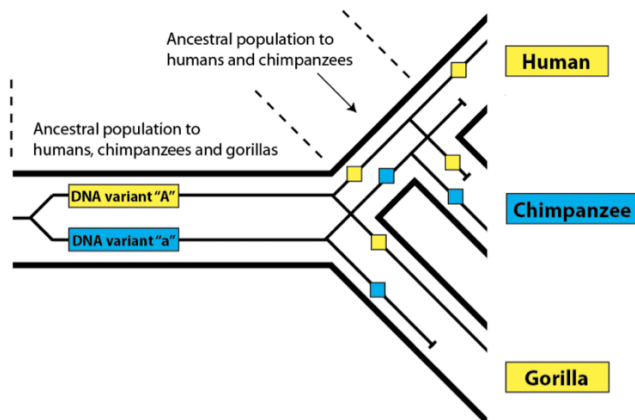 Ancestral population to
humans and chimpanzees
Human
Ancestral population to
humans, chimpanzees and gorillas
DNA variant "A"
Chimpanzee
DNA variant "a"
Gorilla